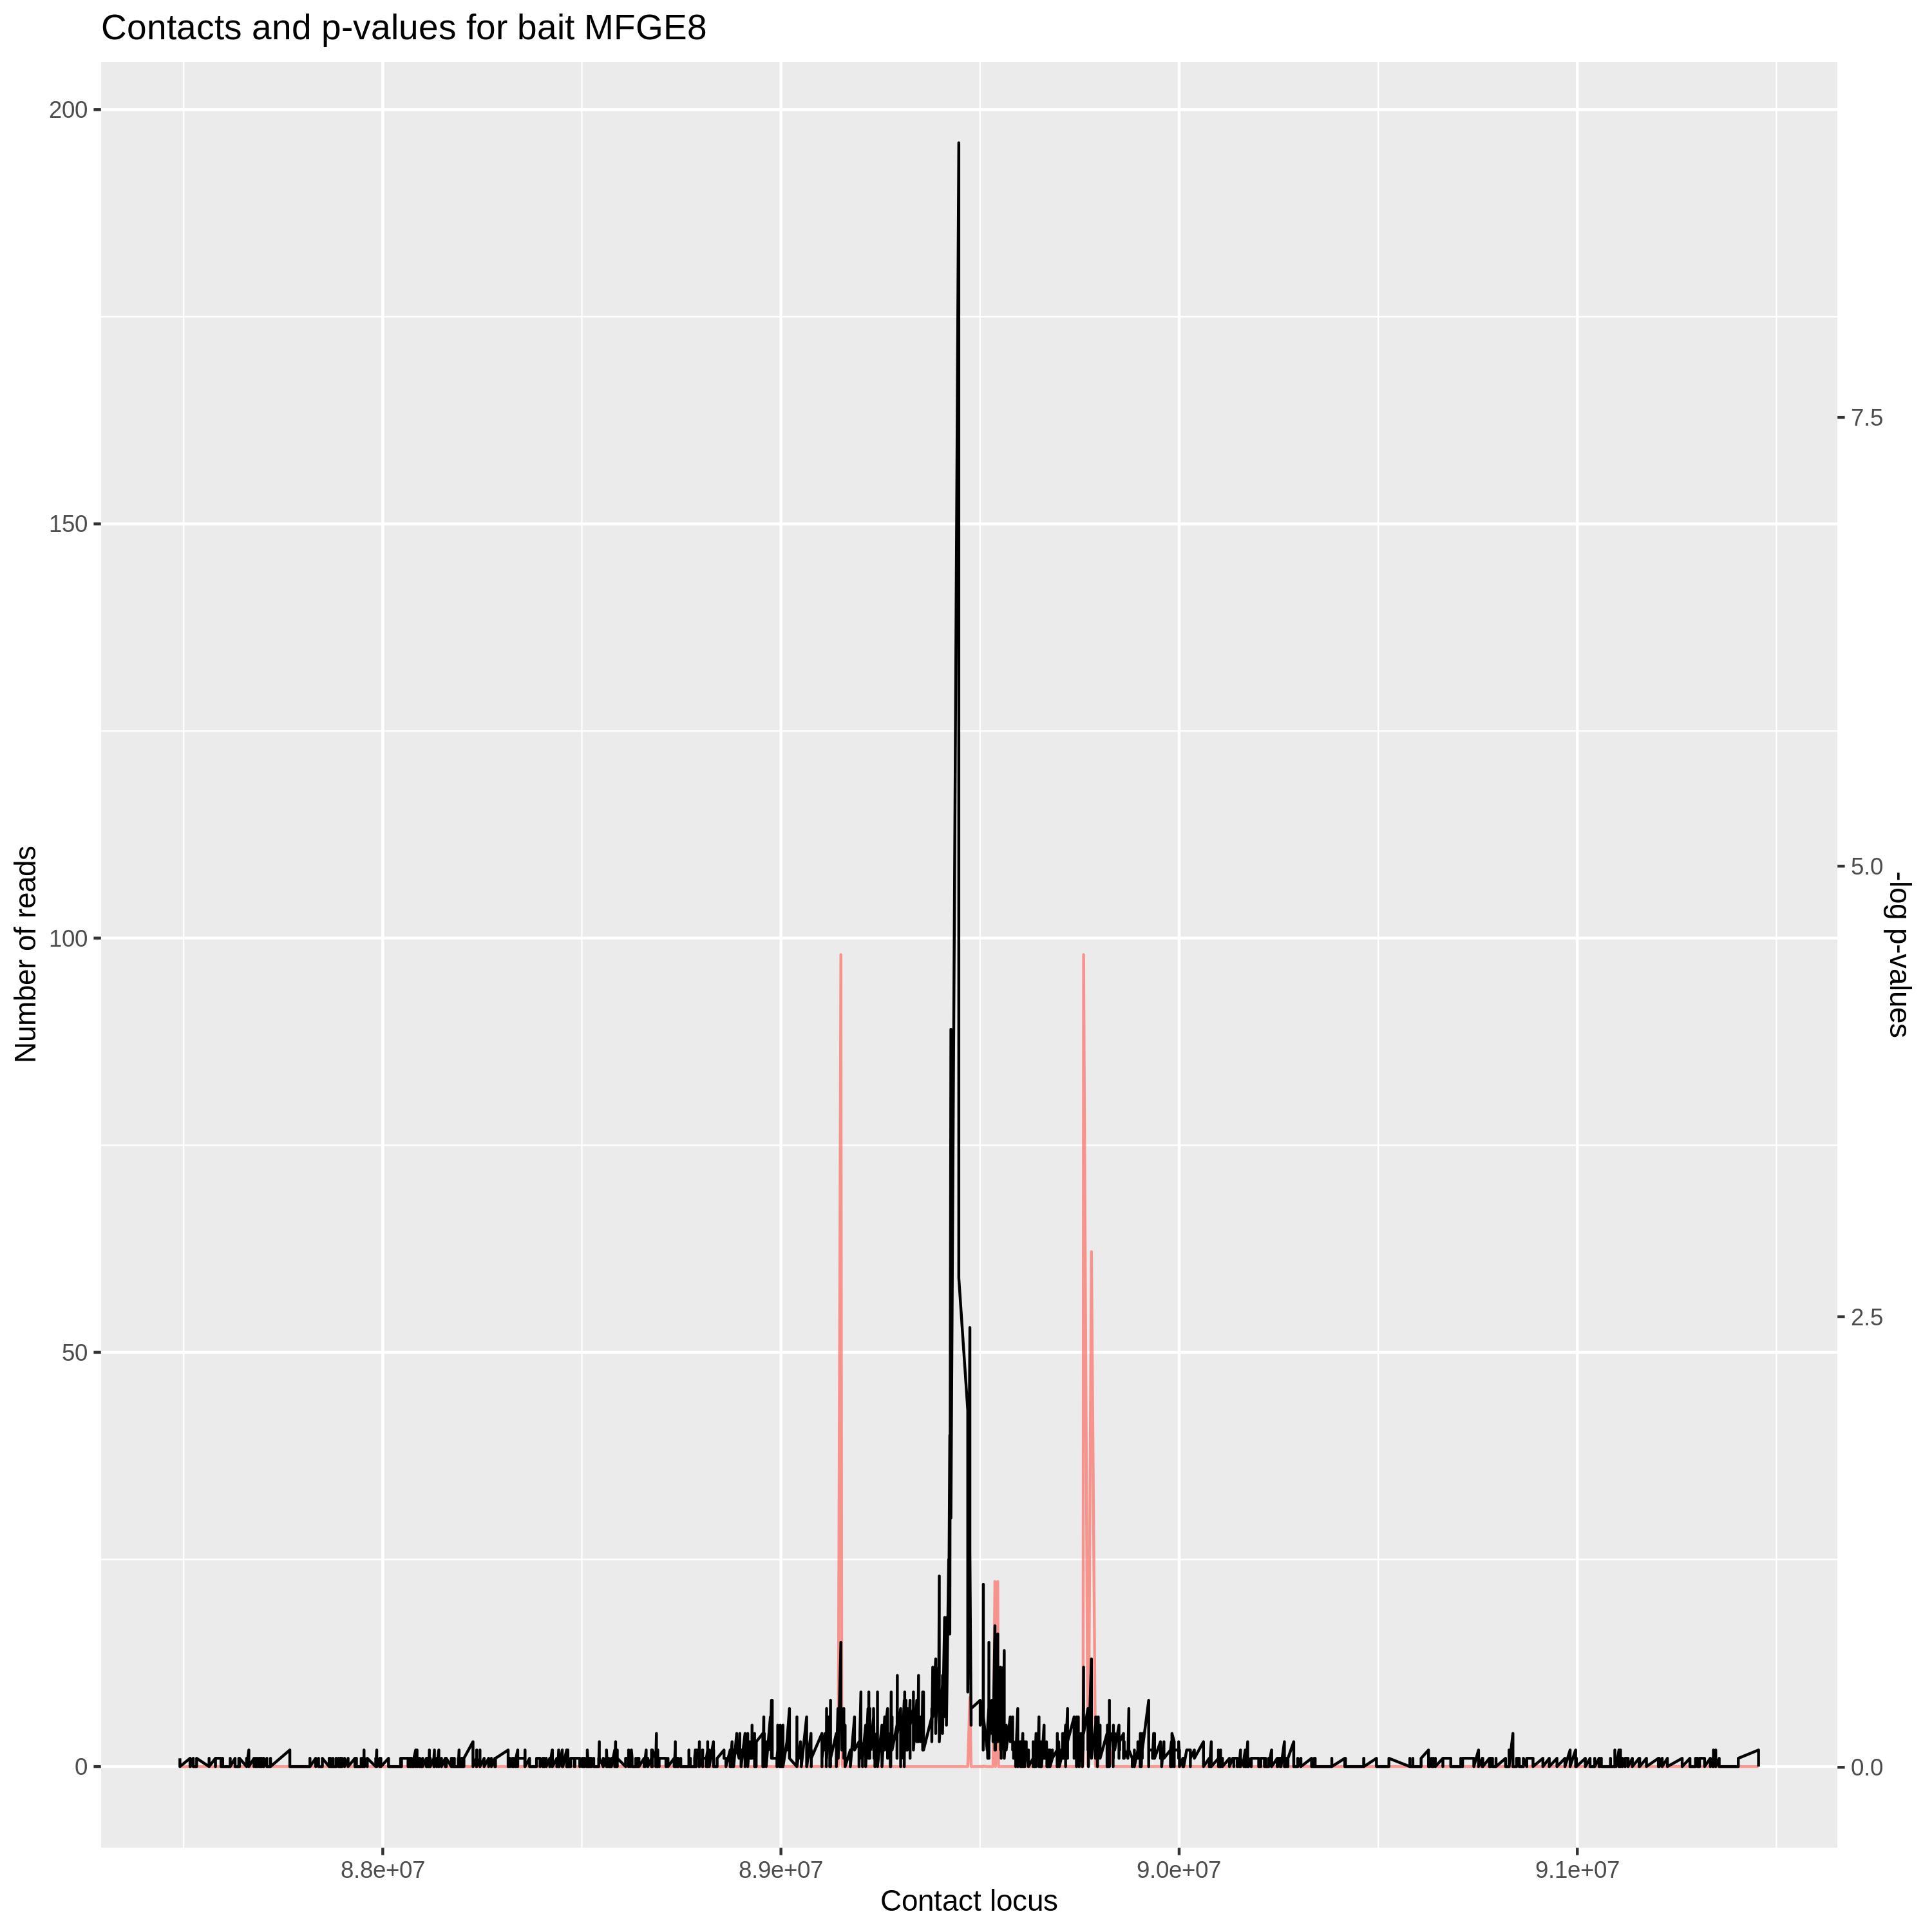 Contacts and p-values for bait MFGE8
200
150
100
50
0
Number of reads
7.5
5.0
2.5
0.0
-log p-values
8.8e+07
8.9e+07
9.0e+07
9.1e+07
Contact locus